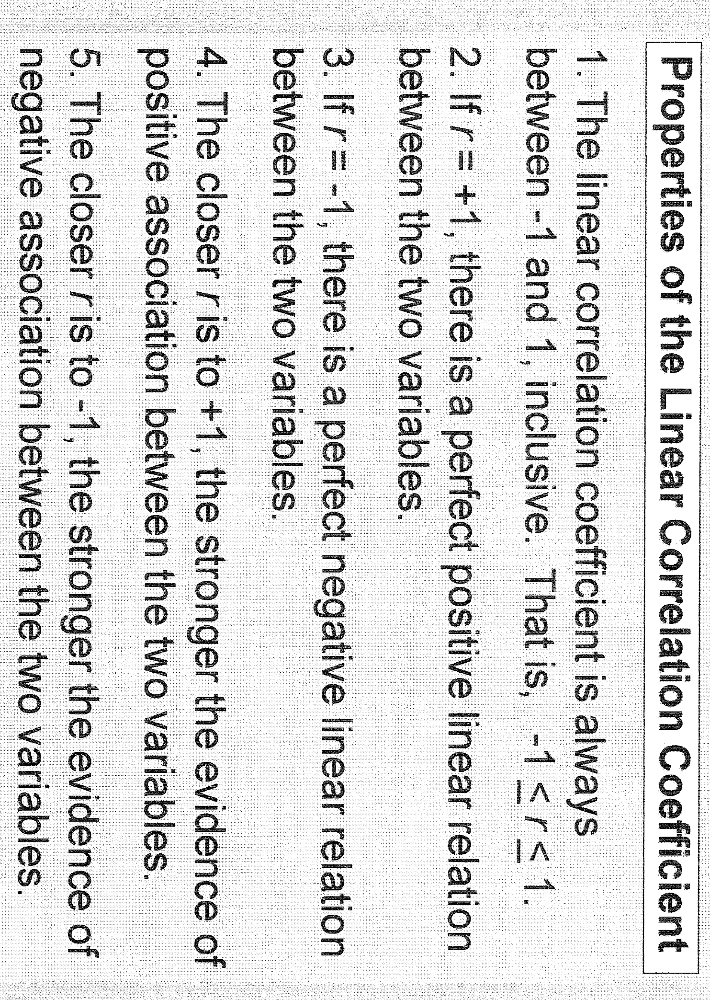 Properties of the Linear Correlation Coefficient
1. The linear correlation coefficient is always
between -1 and 1, inclusive. That is, -1 ≤ r ≤ 1.
2. If r = +1, there is a perfect positive linear relation
between the two variables.
3. If r = -1, there is a perfect negative linear relation
between the two variables.
4. The closer r is to +1, the stronger the evidence of
positive association between the two variables.
5. The closer r is to -1, the stronger the evidence of
negative association between the two variables.